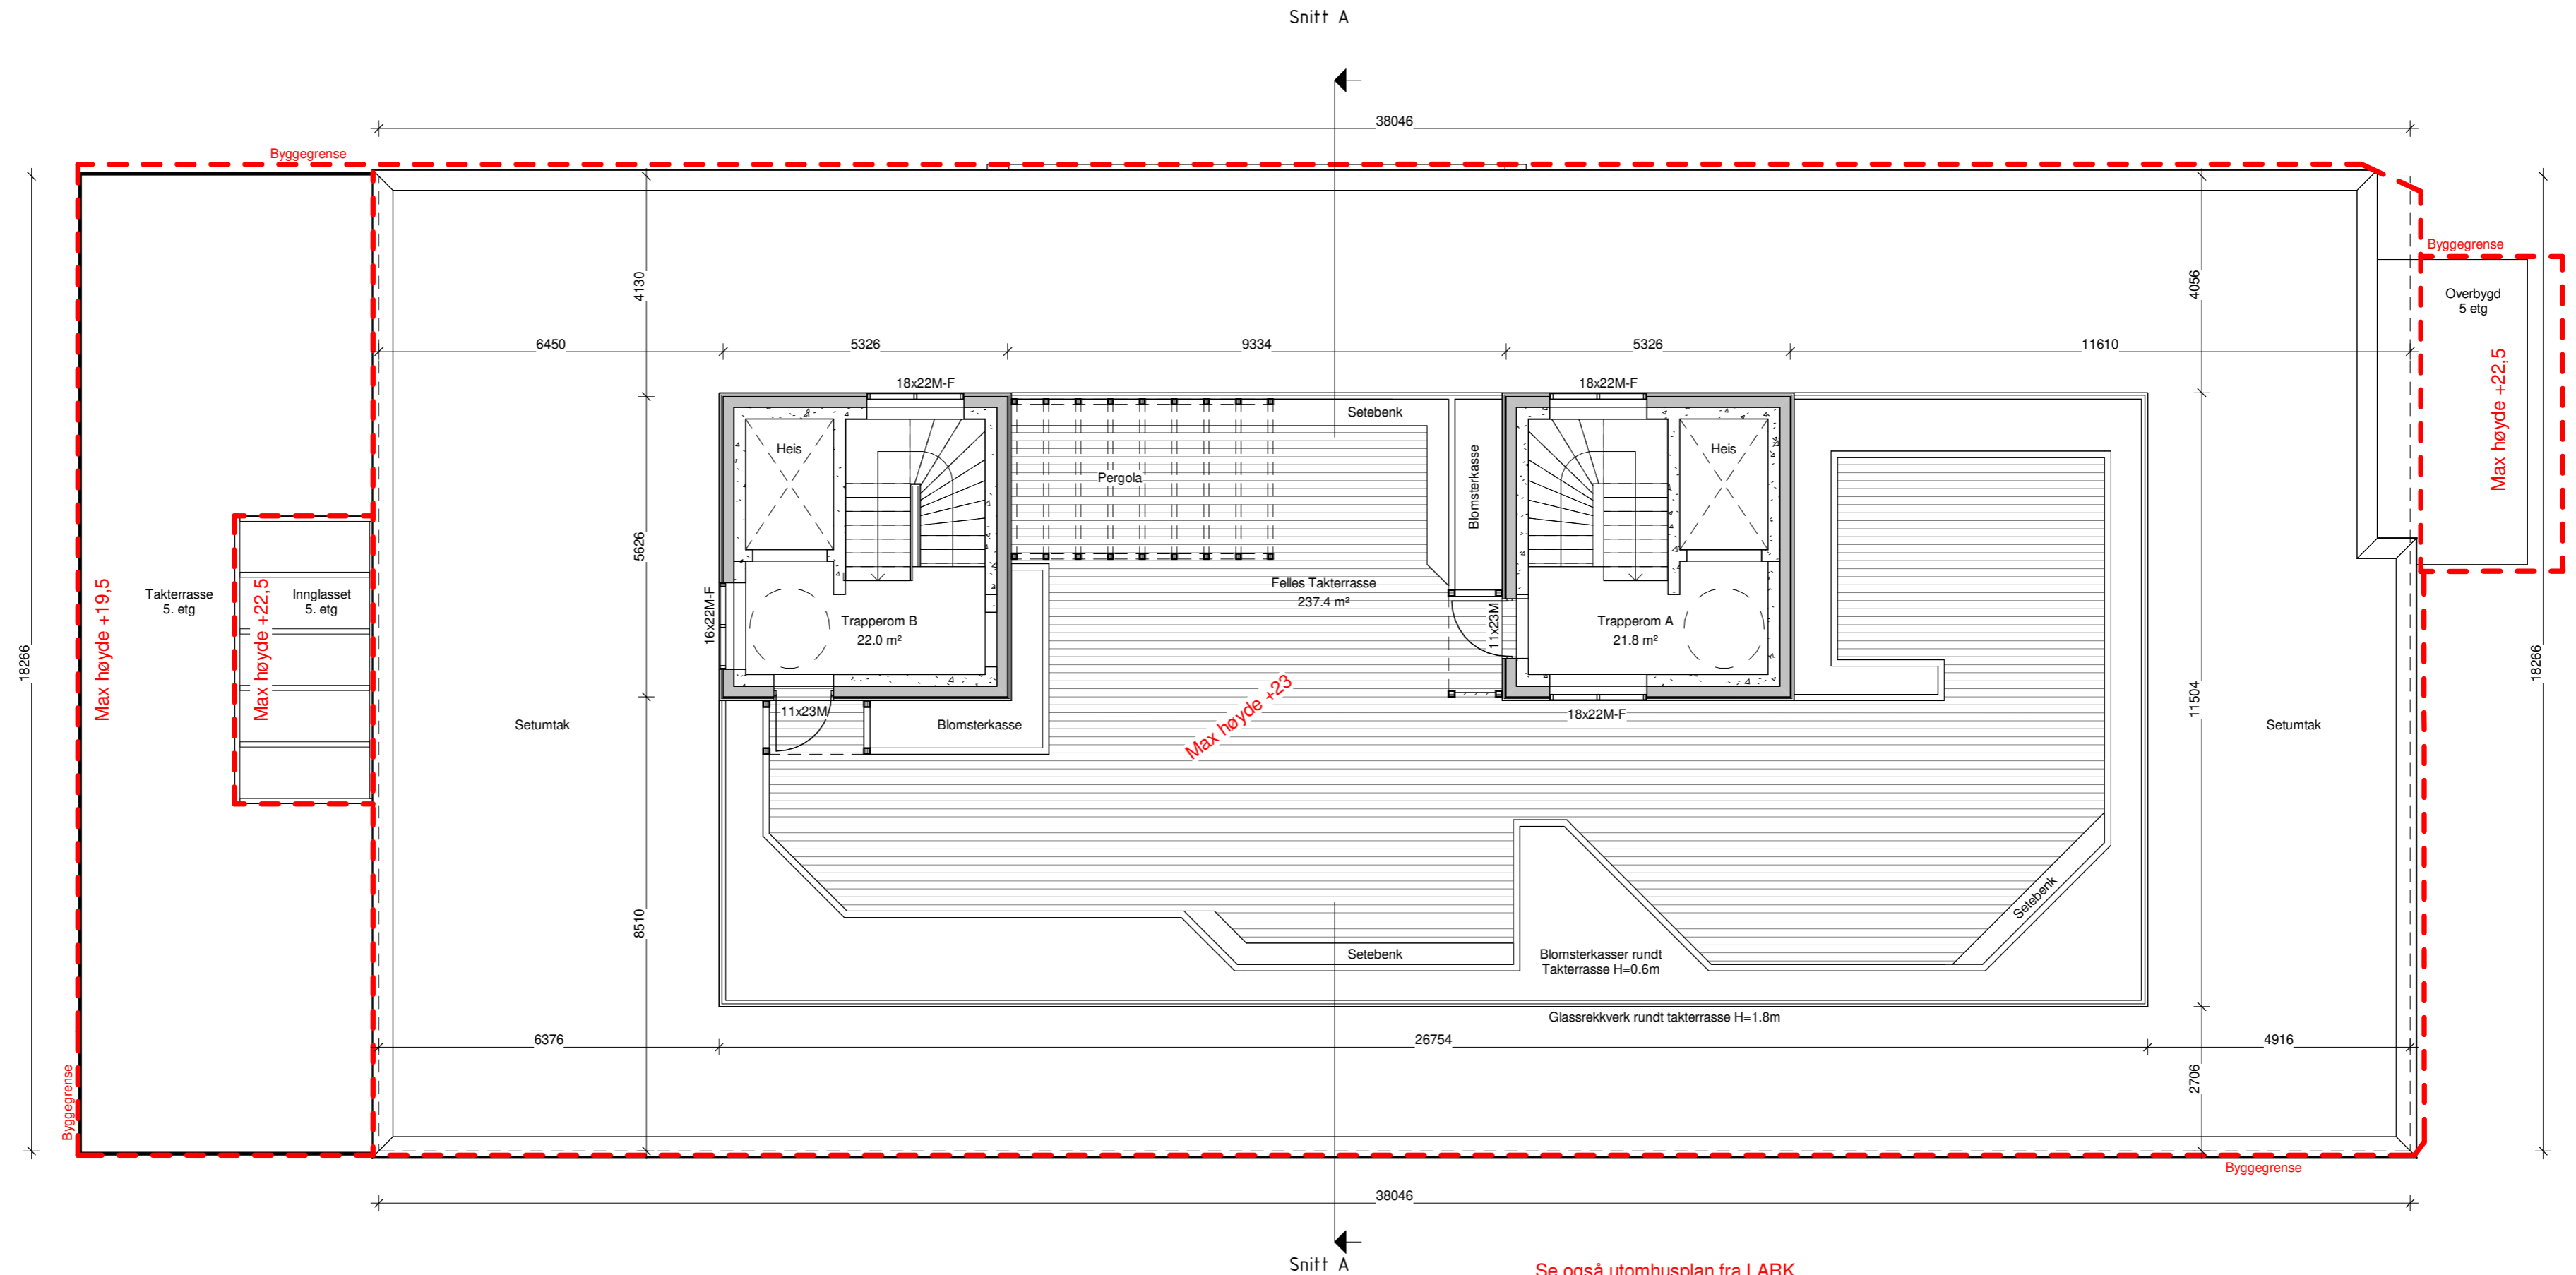 Snitt A
38046
Byggegrense
18266
4130
4056
Byggegrense
Overbygd
5 etg
Max høyde +22,5
6450
5326
9334
5326
11610
18x22M-F
18x22M-F
Setebenk
Heis
Heis
Pergola
Blomsterkasse
5626
Felles Takterrasse
237.4 m²
Takterrasse
5. etg
Innglasset
5. etg
Max høyde +19,5
Max høyde +22,5
16x22M-F
Trapperom B
22.0 m²
11x23M
Trapperom A
21.8 m²
18266
11504
Max høyde +23
11x23M
18x22M-F
Setumtak
Blomsterkasse
Setumtak
8510
Setebenk
Setebenk
Blomsterkasser rundt
Takterrasse H=0.6m
Glassrekkverk rundt takterrasse H=1.8m
6376
26754
4916
2706
Byggegrense
Byggegrense
38046
Snitt A
Se også utomhusplan fra LARK